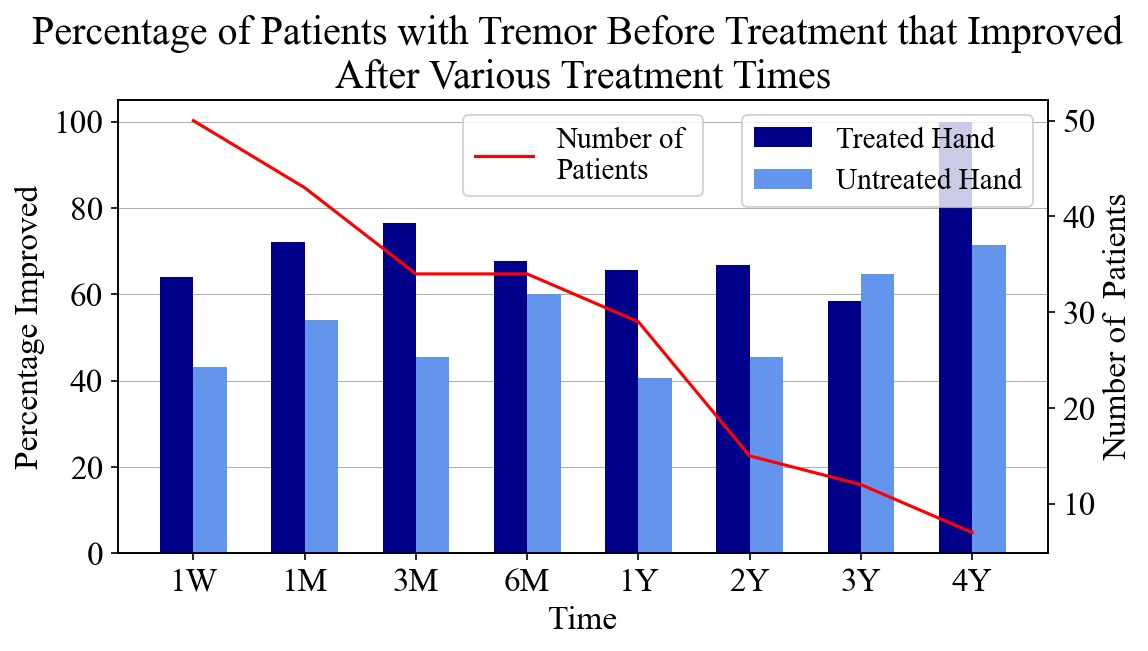 Percentage of Patients with Tremor Before Treatment that Improved
After Various Treatment Times
Number of
Patients
Treated Hand
Untreated Hand
Percentage Improved
100
80
60
40
20
0
50
40
30
20
10
Number of  Patients
1W 1M 3M 6M 1Y 2Y 3Y 4Y
Time